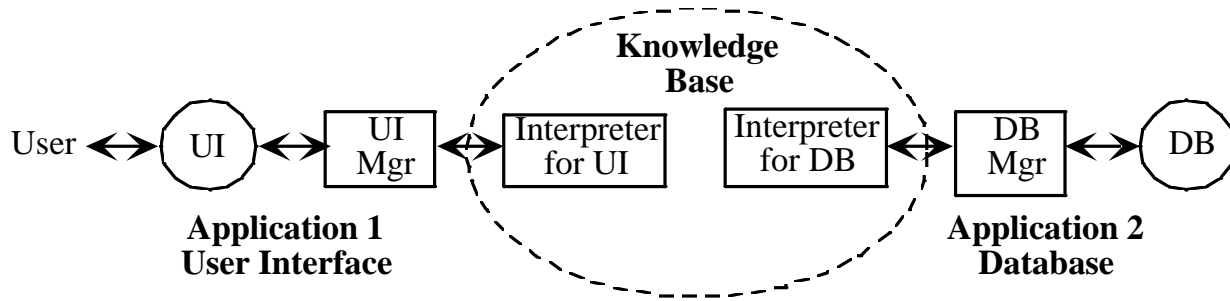 Knowledge
Base
User
UI
UI
Mgr
Interpreter
for UI
Interpreter
for DB
DB
Mgr
DB
Application 1
User Interface
Application 2
Database